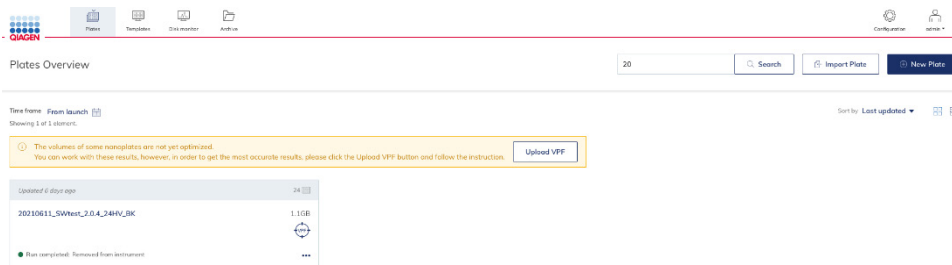 QIAGEN
Plates
Templates
Disk monitor
Archive
Configuration
admin
Plates Overview
20
Search
Import Plate
New Plate
Time frame From launch
Showing 1 of 1 element.
Sort by Last updated
The volumes of some nanoplates are not yet optimized.
You can work with these results, however, in order to get the most accurate results, please click the Upload VPF button and follow the instruction.
Upload VPF
Updated 6 days ago
24
20210611_SWtest_2.0.4_24HV_BK
1.1GB
Run completed: Removed from instrument